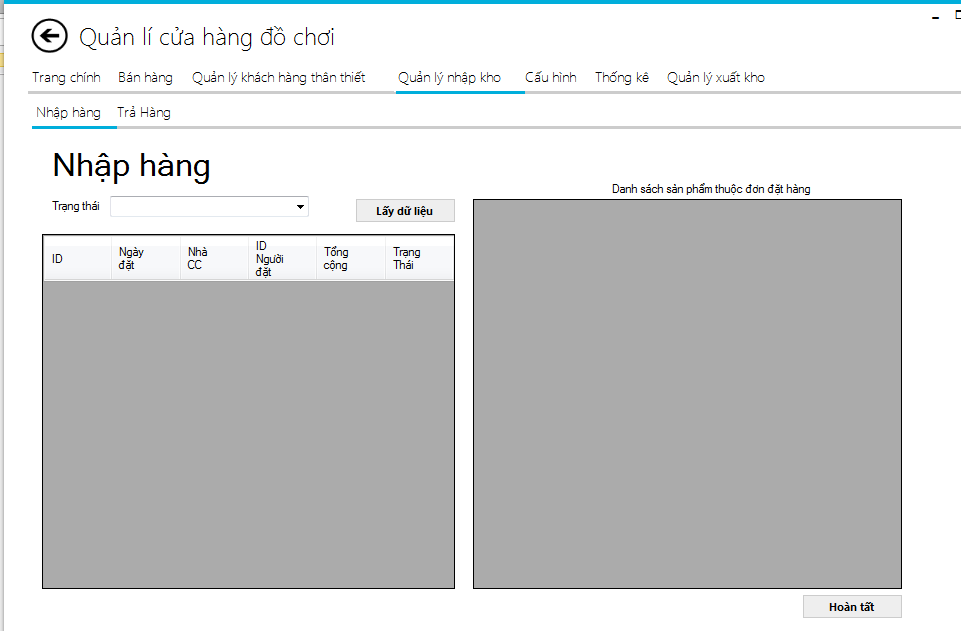 Quản lí cửa hàng đồ chơi
Trang chính Bán hàng Quản lý khách hàng thân thiết Quản lý nhập kho Cấu hình Thống kê Quản lý xuất kho
Nhập hàng Trả Hàng
Nhập hàng
Danh sách sản phẩm thuộc đơn đặt hàng
Trạng thái
Lấy dữ liệu
ID
Ngày
đặt
Nhà
CC
ID
Người
đặt
Tổng
cộng
Trạng
Thái
Hoàn tất